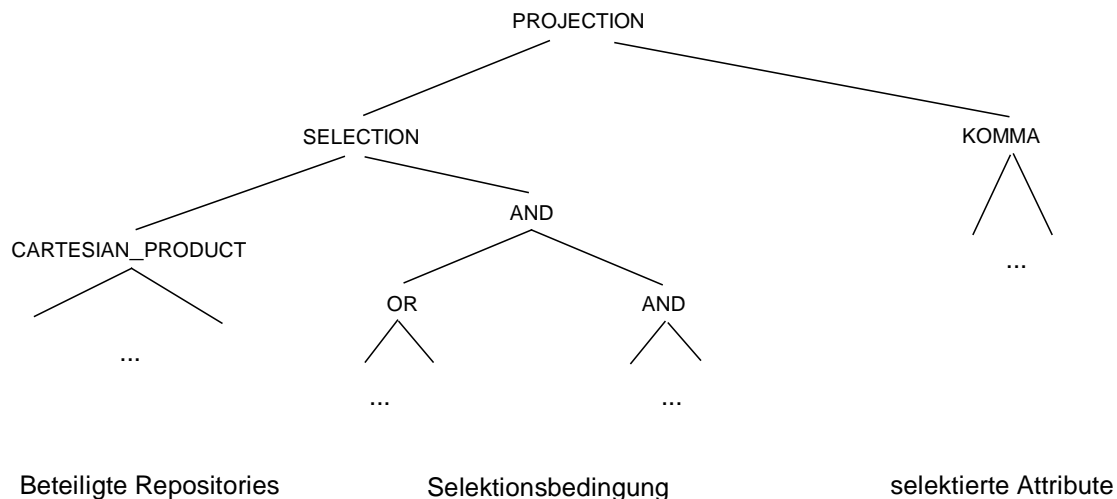 PROJECTION
SELECTION
KOMMA
AND
CARTESIAN_PRODUCT
...
OR
AND
...
...
...
Beteiligte Repositories
Selektionsbedingung
selektierte Attribute